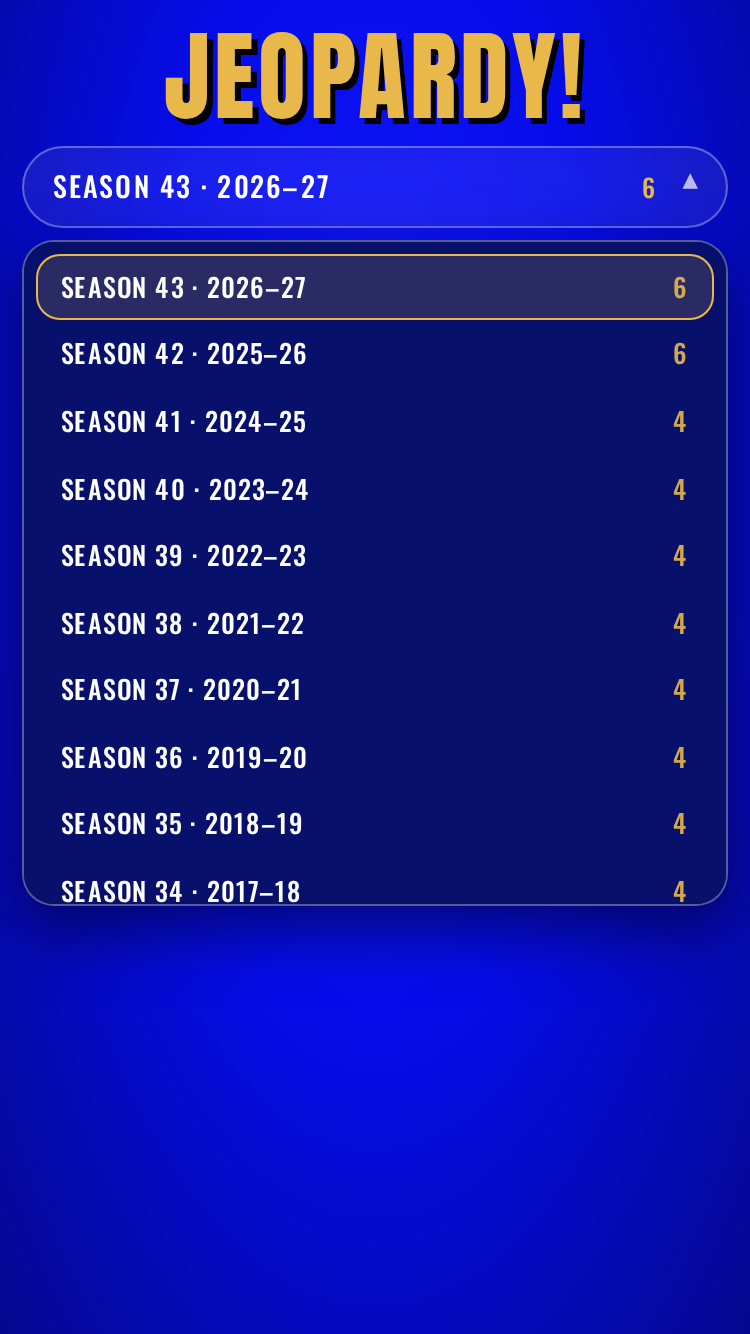 JEOPARDY!
SEASON 43 · 2026–27 6 ▲
SEASON 43 · 2026–27 6
SEASON 42 · 2025–26 6
SEASON 41 · 2024–25 4
SEASON 40 · 2023–24 4
SEASON 39 · 2022–23 4
SEASON 38 · 2021–22 4
SEASON 37 · 2020–21 4
SEASON 36 · 2019–20 4
SEASON 35 · 2018–19 4
SEASON 34 · 2017–18 4